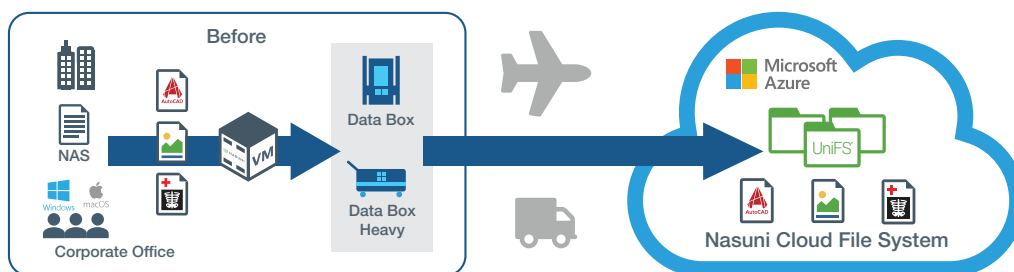 Before
NAS
Windows
macOS
Corporate Office
AutoCAD
VM
Data Box
Data Box
Heavy
Microsoft
Azure
UniFS®
AutoCAD
Nasuni Cloud File System